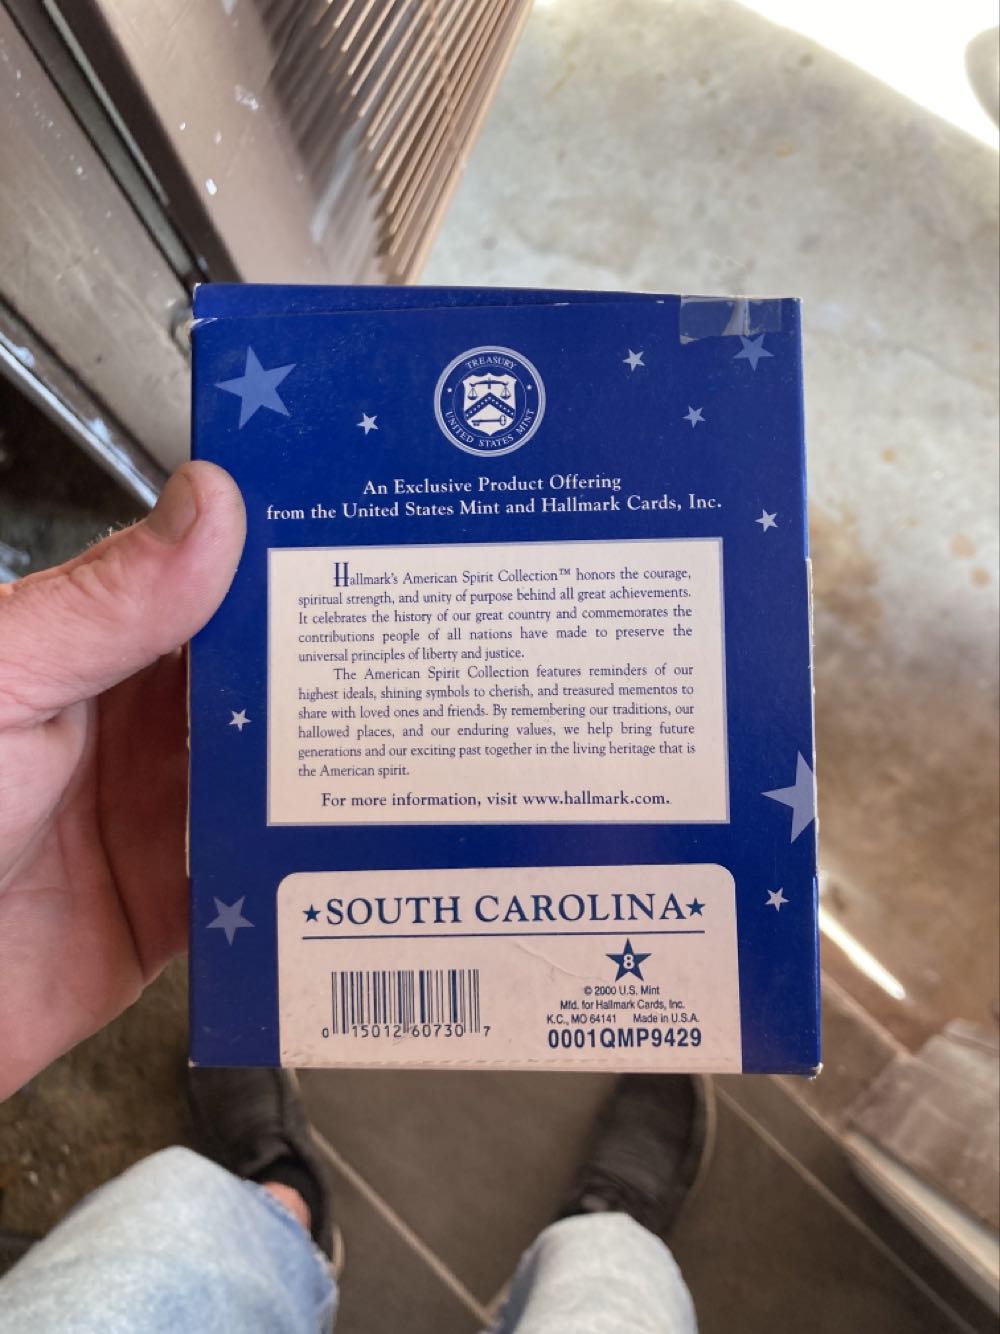 TREASURY
UNITED STATES MINT
An Exclusive Product Offering
from the United States Mint and Hallmark Cards, Inc.
Hallmark's American Spirit Collection™ honors the courage,
spiritual strength, and unity of purpose behind all great achievements.
It celebrates the history of our great country and commemorates the
contributions people of all nations have made to preserve the
universal principles of liberty and justice.
The American Spirit Collection features reminders of our
highest ideals, shining symbols to cherish, and treasured mementos to
share with loved ones and friends. By remembering our traditions, our
hallowed places, and our enduring values, we help bring future
generations and our exciting past together in the living heritage that is
the American spirit.
For more information, visit www.hallmark.com.
★SOUTH CAROLINA★
8
© 2000 U.S. Mint
Mfd. for Hallmark Cards, Inc.
K.C., MO 64141 Made in U.S.A.
0001QMP9429
0 15012 60730 7